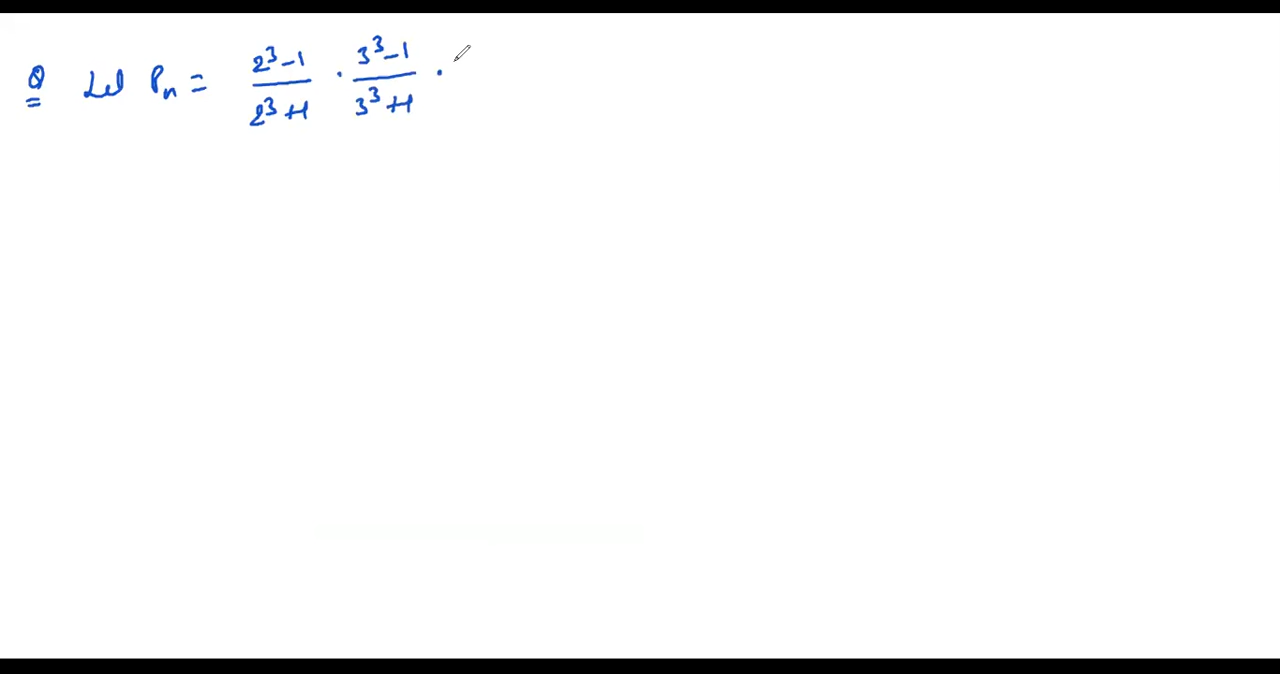 Q Let Pn = 2³-1/2³+1 · 3³-1/3³+1 ·